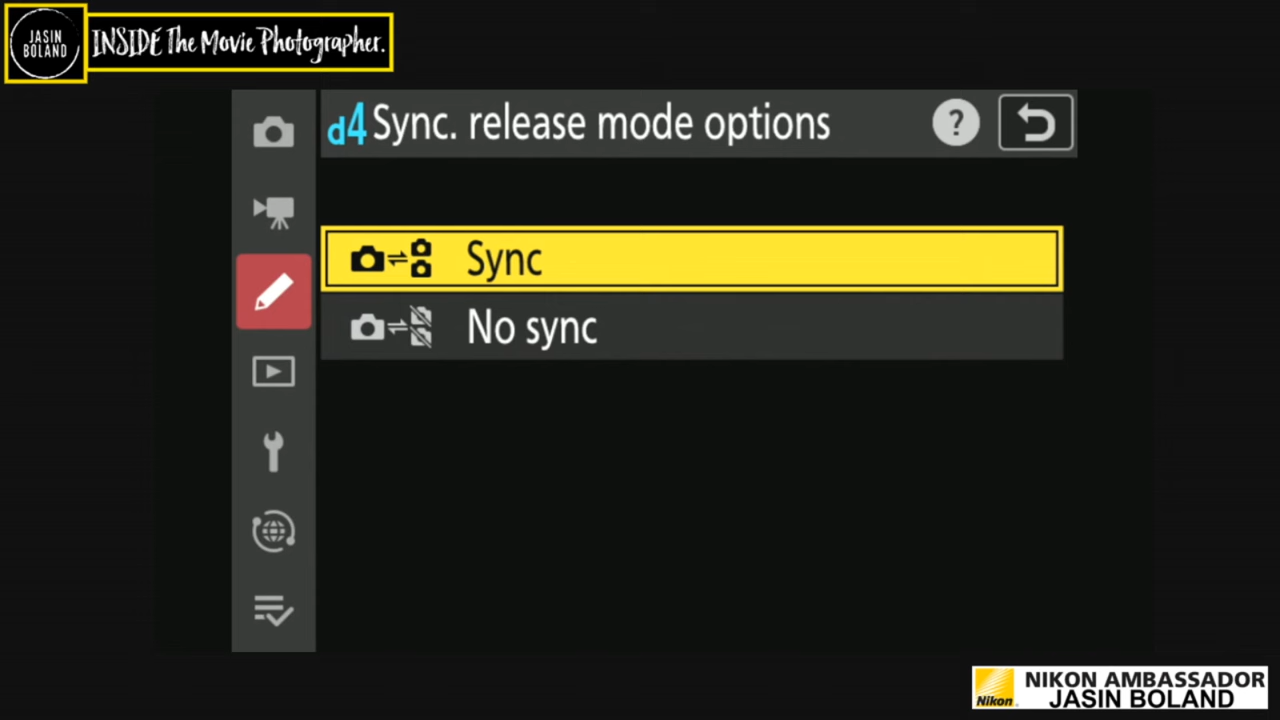 JASIN
BOLAND
INSIDE The Movie Photographer.
d4 Sync. release mode options
?
Sync
No sync
Nikon
NIKON AMBASSADOR
JASIN BOLAND